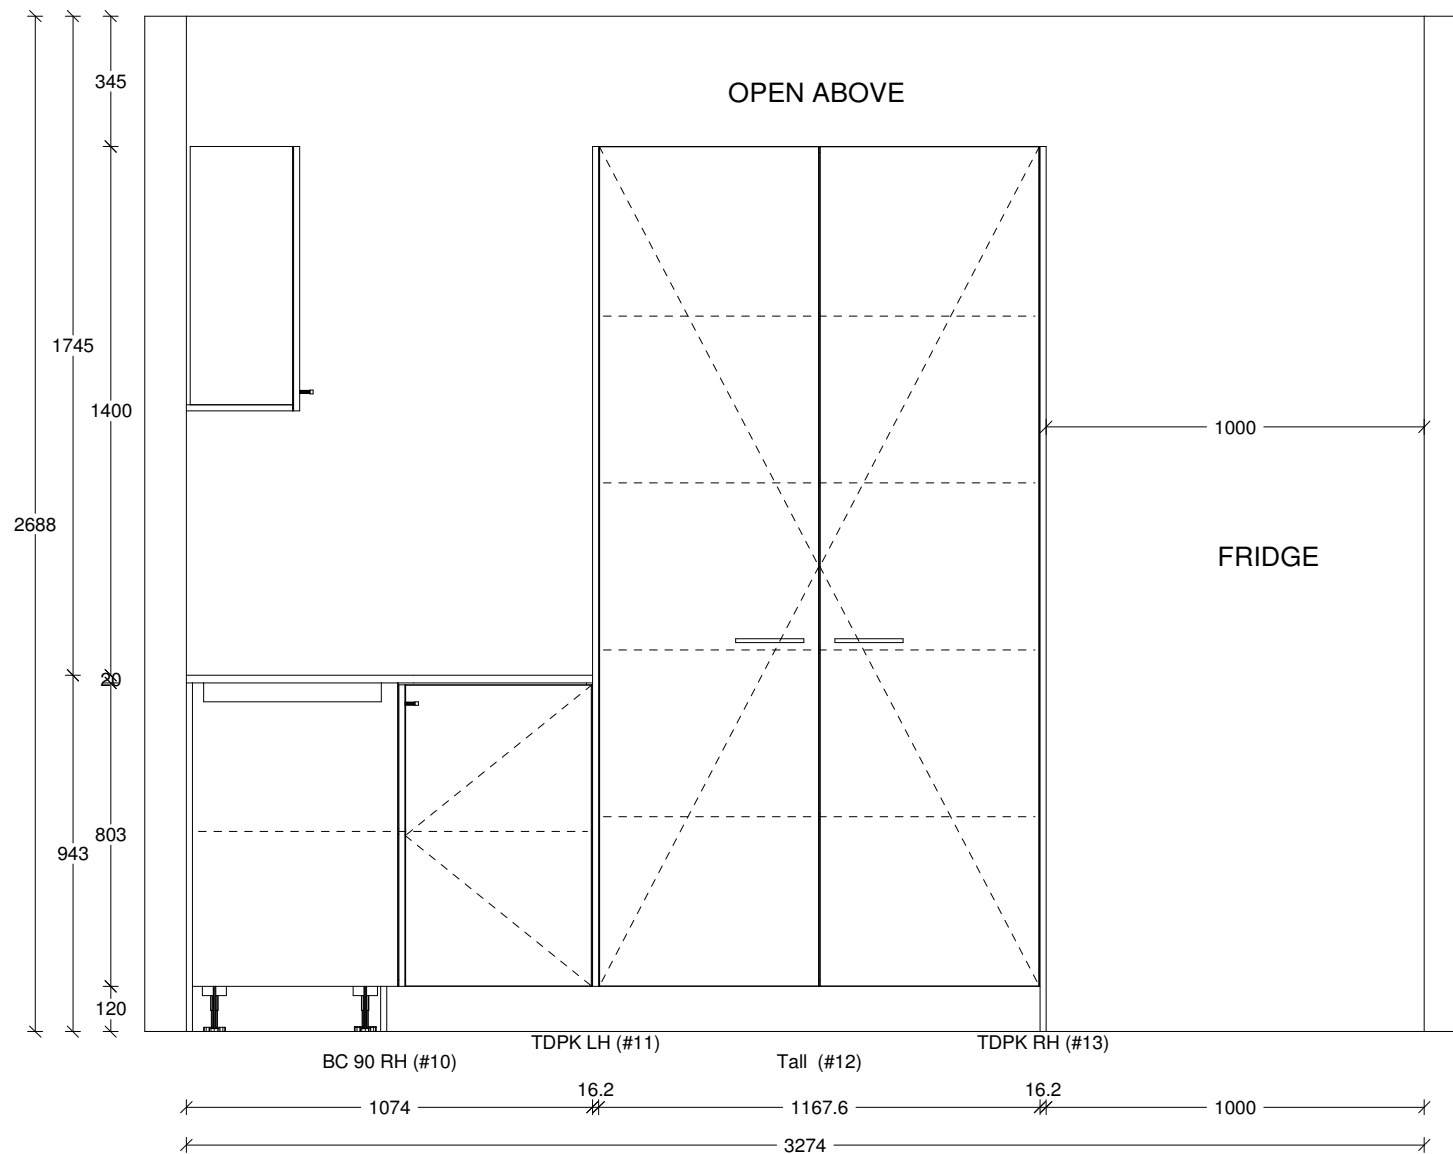 345
OPEN ABOVE
1745
1400
1000
2688
FRIDGE
20
803
943
120
TDPK LH (#11)
TDPK RH (#13)
BC 90 RH (#10)
Tall (#12)
16.2
16.2
1074
1167.6
1000
3274